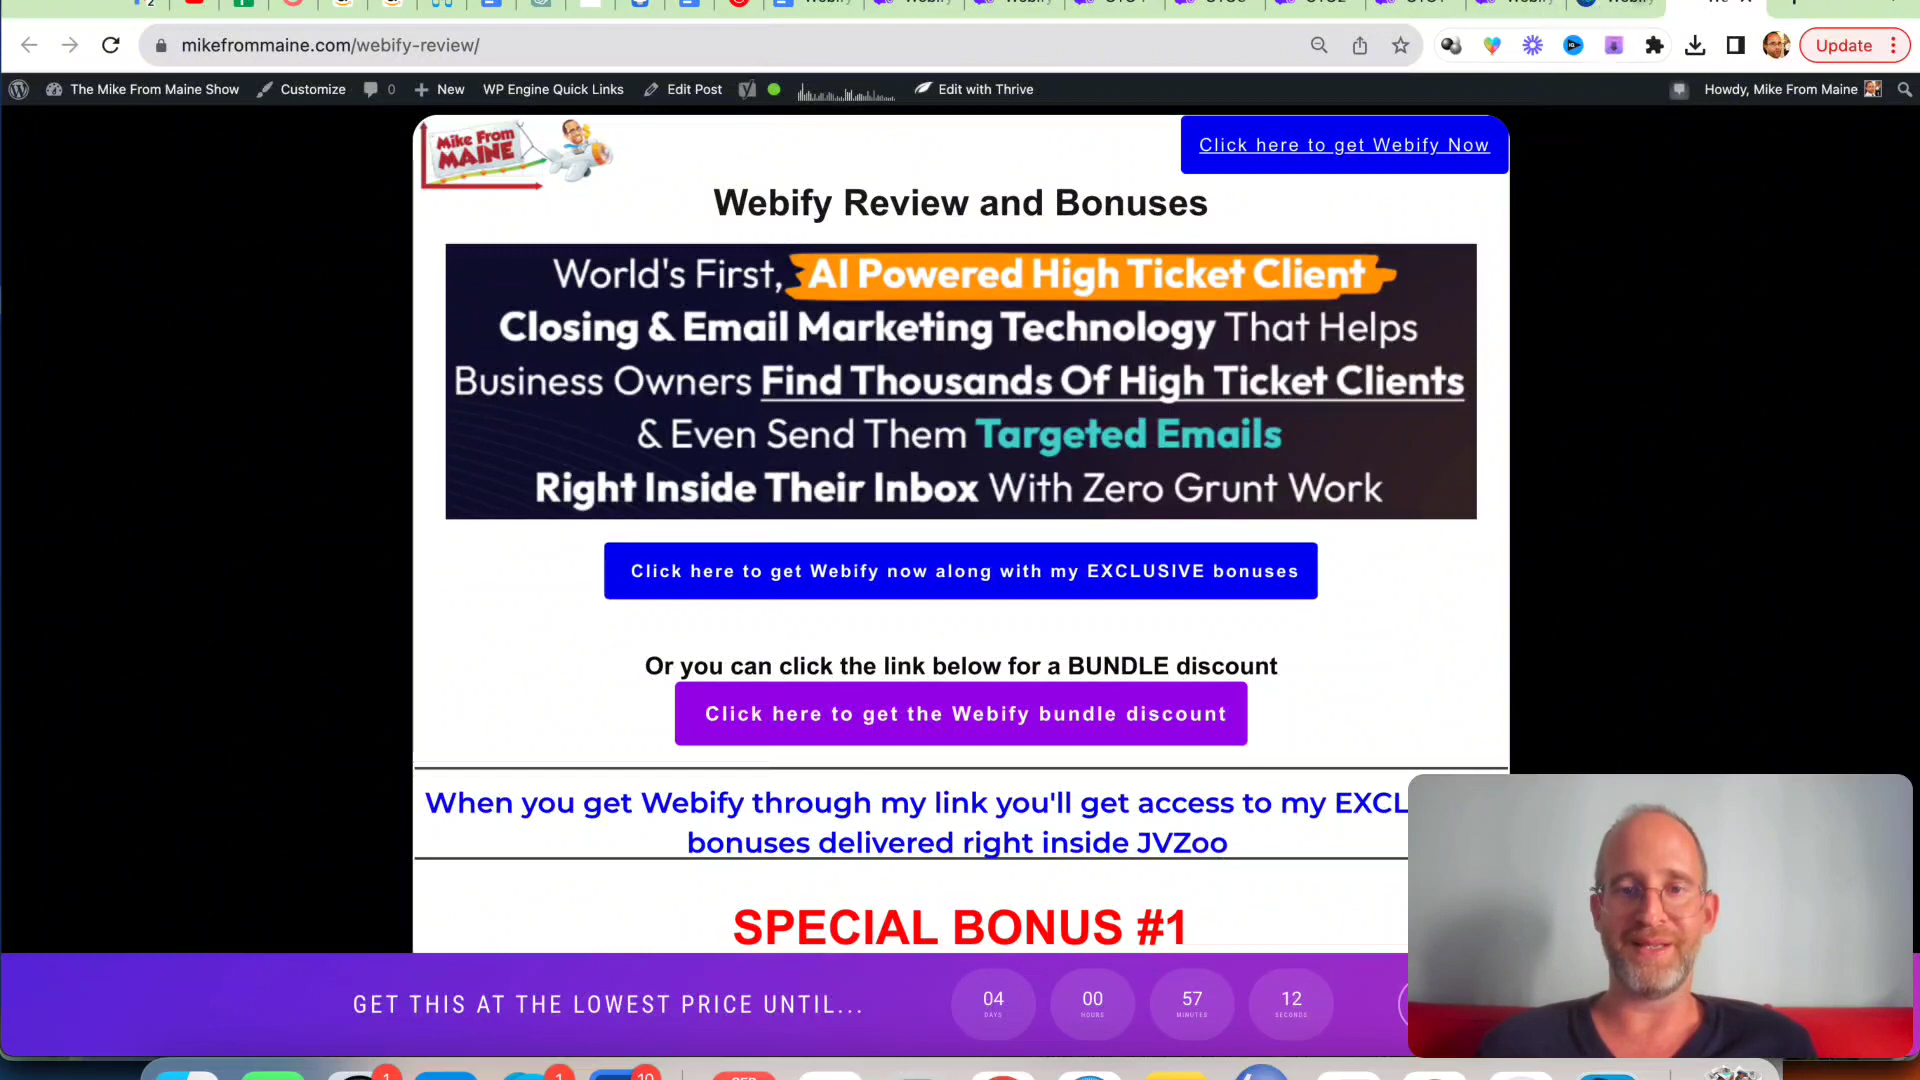 mikefrommaine.com/webify-review/
Update
The Mike From Maine Show
Customize
0
New
WP Engine Quick Links
Edit Post
Edit with Thrive
Howdy, Mike From Maine
Mike From
MAINE
Click here to get Webify Now
Webify Review and Bonuses
World's First, AI Powered High Ticket Client
Closing & Email Marketing Technology That Helps
Business Owners Find Thousands Of High Ticket Clients
& Even Send Them Targeted Emails
Right Inside Their Inbox With Zero Grunt Work
Click here to get Webify now along with my EXCLUSIVE bonuses
Or you can click the link below for a BUNDLE discount
Click here to get the Webify bundle discount
When you get Webify through my link you'll get access to my EXCL
bonuses delivered right inside JVZoo
SPECIAL BONUS #1
GET THIS AT THE LOWEST PRICE UNTIL...
04 00 57 12
DAYS HOURS MINUTES SECONDS